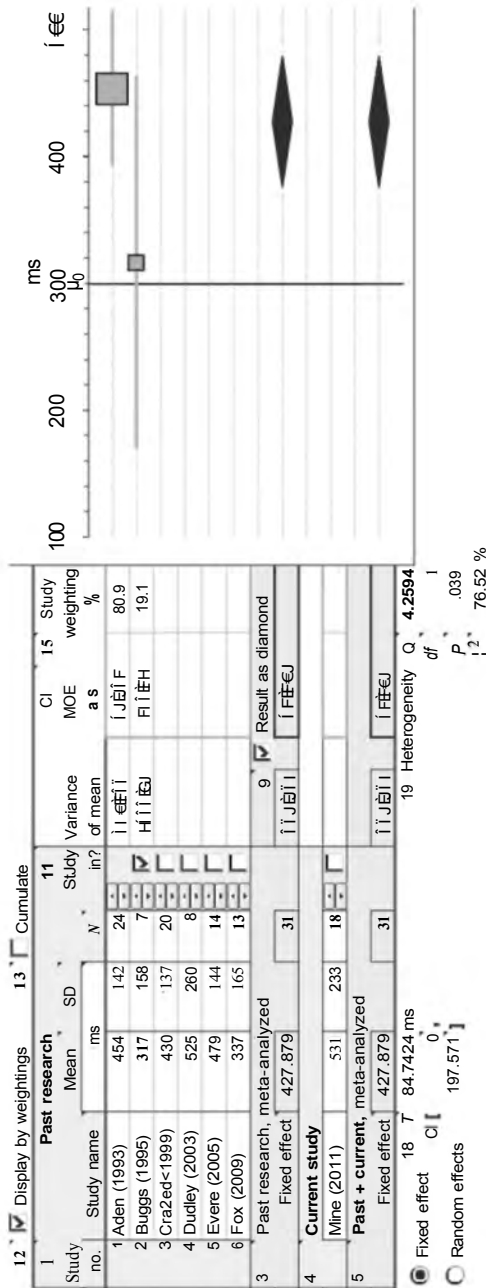 12 Display by weightings 13 Cumulate
1 Past research 11 CI 15 Study
Study Study name Mean SD N Study Variance MOE weighting
no. ms in? of mean a s %
1 Aden (1993) 454 142 24 80.9
2 Buggs (1995) 317 158 7 19.1
3 Cra2ed<1999) 430 137 20
4 Dudley (2003) 525 260 8
5 Evere (2005) 479 144 14
6 Fox (2009) 337 165 13
3 Past research, meta-analyzed 9 Result as diamond
Fixed effect 427.879 31
4 Current study
Mine (2011) 531 233 18
5 Past + current, meta-analyzed
Fixed effect 427.879 31
Fixed effect 18 T 84.7424 ms 19 Heterogeneity Q 4.2594
CI [ 0, df 1
Random effects 197.571 ] P .039
I2 76.52 %
ms
100 200 300 400
μ0